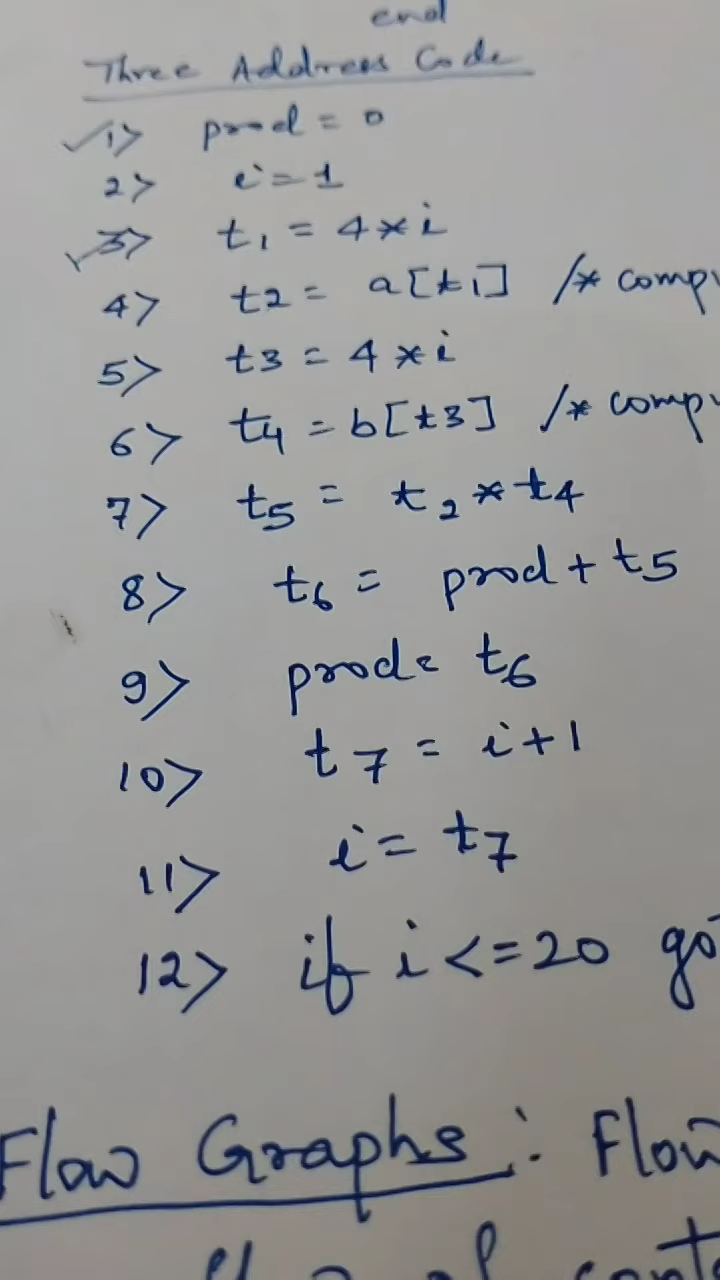 end
Three Address Code
1> prod = 0
2> i = 1
3> t1 = 4 * i
4> t2 = a[t1] /* comp
5> t3 = 4 * i
6> t4 = b[t3] /* comp
7> t5 = t2 * t4
8> t6 = prod + t5
9> prod = t6
10> t7 = i + 1
11> i = t7
12> if i <= 20 go
Flow Graphs : Flow
of